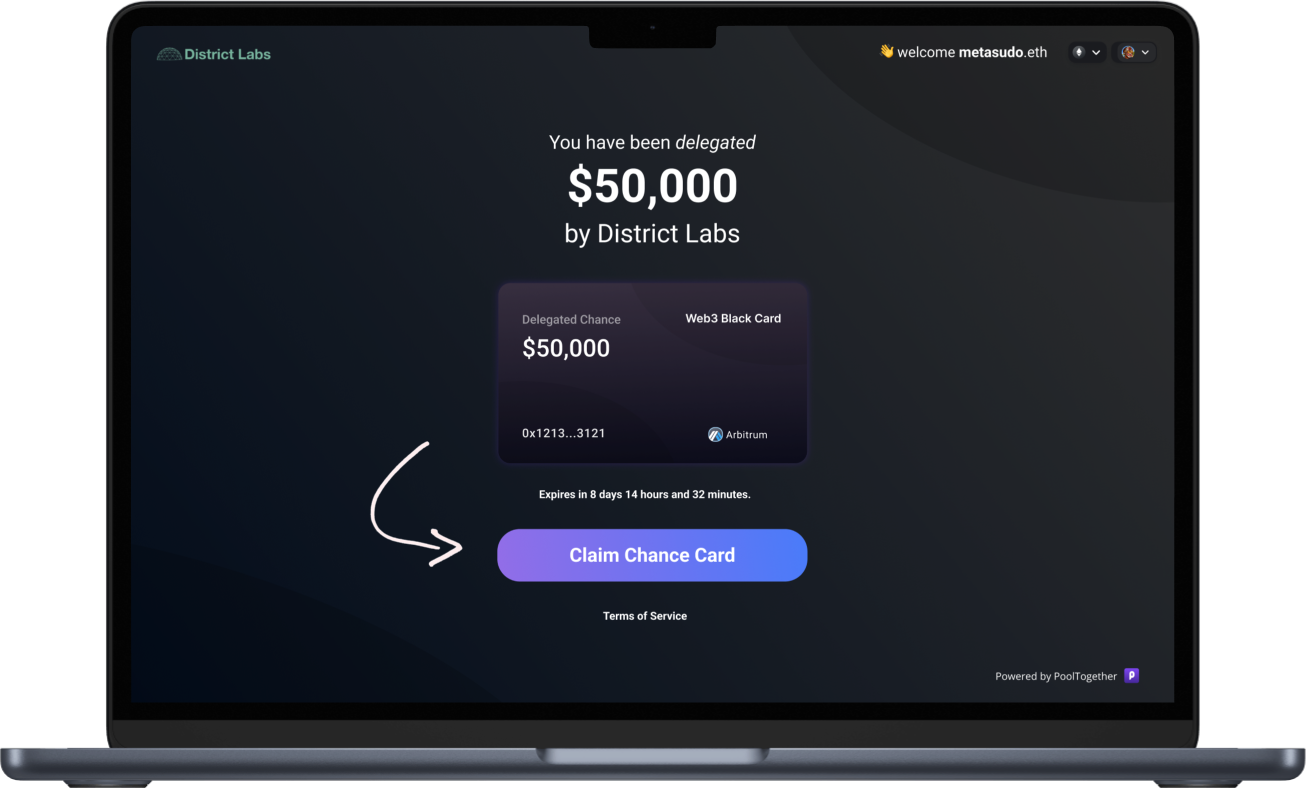 District Labs
👋 welcome metasudo.eth
You have been delegated
$50,000
by District Labs
Delegated Chance
Web3 Black Card
$50,000
0x1213...3121
Arbitrum
Expires in 8 days 14 hours and 32 minutes.
Claim Chance Card
Terms of Service
Powered by PoolTogether